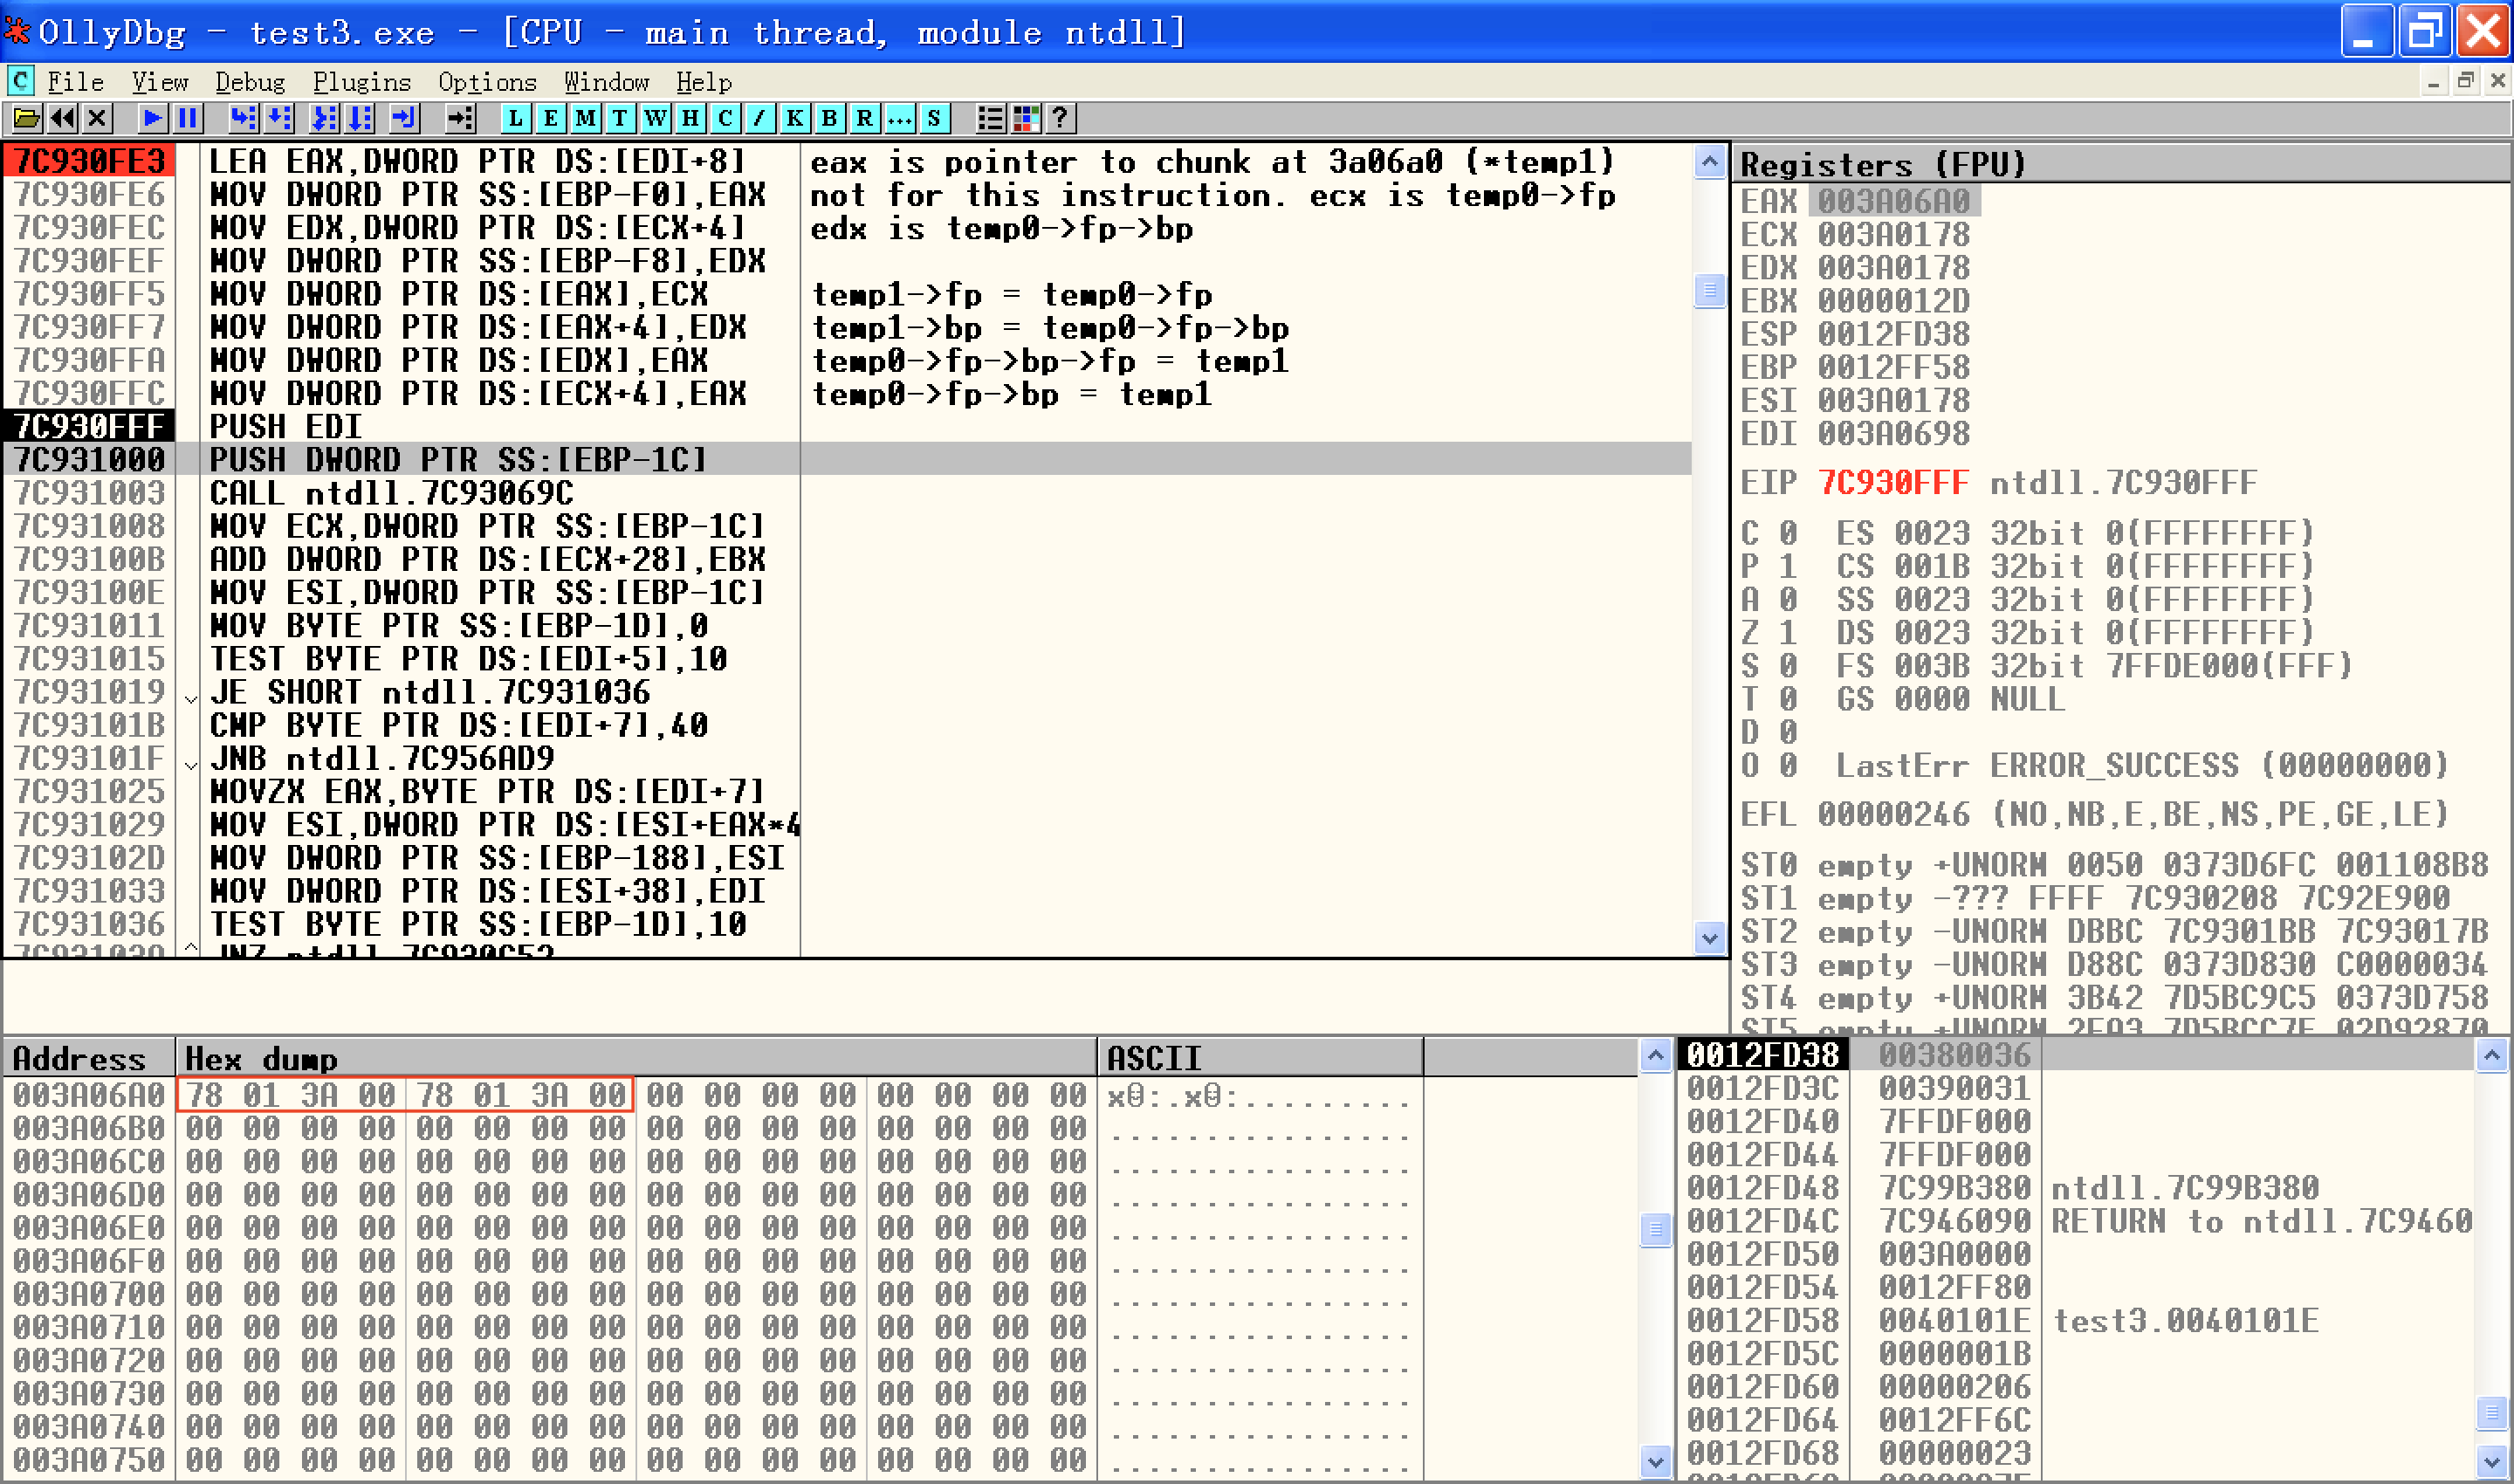 OllyDbg - test3.exe - [CPU - main thread, module ntdll]
C File View Debug Plugins Options Window Help
L E M T W H C / K B R ... S ?
7C930FE3 LEA EAX,DWORD PTR DS:[EDI+8] eax is pointer to chunk at 3a06a0 (*temp1)
7C930FE6 MOV DWORD PTR SS:[EBP-F0],EAX not for this instruction. ecx is temp0->fp
7C930FEC MOV EDX,DWORD PTR DS:[ECX+4] edx is temp0->fp->bp
7C930FEF MOV DWORD PTR SS:[EBP-F8],EDX
7C930FF5 MOV DWORD PTR DS:[EAX],ECX temp1->fp = temp0->fp
7C930FF7 MOV DWORD PTR DS:[EAX+4],EDX temp1->bp = temp0->fp->bp
7C930FFA MOV DWORD PTR DS:[EDX],EAX temp0->fp->bp->fp = temp1
7C930FFC MOV DWORD PTR DS:[ECX+4],EAX temp0->fp->bp = temp1
7C930FFF PUSH EDI
7C931000 PUSH DWORD PTR SS:[EBP-1C]
7C931003 CALL ntdll.7C93069C
7C931008 MOV ECX,DWORD PTR SS:[EBP-1C]
7C93100B ADD DWORD PTR DS:[ECX+28],EBX
7C93100E MOV ESI,DWORD PTR SS:[EBP-1C]
7C931011 MOV BYTE PTR SS:[EBP-1D],0
7C931015 TEST BYTE PTR DS:[EDI+5],10
7C931019 JE SHORT ntdll.7C931036
7C93101B CMP BYTE PTR DS:[EDI+7],40
7C93101F JNB ntdll.7C956AD9
7C931025 MOVZX EAX,BYTE PTR DS:[EDI+7]
7C931029 MOV ESI,DWORD PTR DS:[ESI+EAX*4
7C93102D MOV DWORD PTR SS:[EBP-188],ESI
7C931033 MOV DWORD PTR DS:[ESI+38],EDI
7C931036 TEST BYTE PTR SS:[EBP-1D],10
JNZ ntdll.7C930C52
Registers (FPU)
EAX 003A06A0
ECX 003A0178
EDX 003A0178
EBX 0000012D
ESP 0012FD38
EBP 0012FF58
ESI 003A0178
EDI 003A0698
EIP 7C930FFF ntdll.7C930FFF
C 0 ES 0023 32bit 0(FFFFFFFF)
P 1 CS 001B 32bit 0(FFFFFFFF)
A 0 SS 0023 32bit 0(FFFFFFFF)
Z 1 DS 0023 32bit 0(FFFFFFFF)
S 0 FS 003B 32bit 7FFDE000(FFF)
T 0 GS 0000 NULL
D 0
O 0 LastErr ERROR_SUCCESS (00000000)
EFL 00000246 (NO,NB,E,BE,NS,PE,GE,LE)
ST0 empty +UNORM 0050 0373D6FC 001108B8
ST1 empty -??? FFFF 7C930208 7C92E900
ST2 empty -UNORM DBBC 7C9301BB 7C93017B
ST3 empty -UNORM D88C 0373D830 C0000034
ST4 empty +UNORM 3B42 7D5BC9C5 0373D758
ST5 empty +UNORM 2EA3 7D5BCC7E 02D92870
Address Hex dump ASCII
003A06A0 78 01 3A 00 78 01 3A 00 00 00 00 00 00 00 00 00 x:.x:.........
003A06B0 00 00 00 00 00 00 00 00 00 00 00 00 00 00 00 00 ................
003A06C0 00 00 00 00 00 00 00 00 00 00 00 00 00 00 00 00 ................
003A06D0 00 00 00 00 00 00 00 00 00 00 00 00 00 00 00 00 ................
003A06E0 00 00 00 00 00 00 00 00 00 00 00 00 00 00 00 00 ................
003A06F0 00 00 00 00 00 00 00 00 00 00 00 00 00 00 00 00 ................
003A0700 00 00 00 00 00 00 00 00 00 00 00 00 00 00 00 00 ................
003A0710 00 00 00 00 00 00 00 00 00 00 00 00 00 00 00 00 ................
003A0720 00 00 00 00 00 00 00 00 00 00 00 00 00 00 00 00 ................
003A0730 00 00 00 00 00 00 00 00 00 00 00 00 00 00 00 00 ................
003A0740 00 00 00 00 00 00 00 00 00 00 00 00 00 00 00 00 ................
003A0750 00 00 00 00 00 00 00 00 00 00 00 00 00 00 00 00 ................
0012FD38 00380036
0012FD3C 00390031
0012FD40 7FFDF000
0012FD44 7FFDF000
0012FD48 7C99B380 ntdll.7C99B380
0012FD4C 7C946090 RETURN to ntdll.7C9460
0012FD50 003A0000
0012FD54 0012FF80
0012FD58 0040101E test3.0040101E
0012FD5C 0000001B
0012FD60 00000206
0012FD64 0012FF6C
0012FD68 00000023